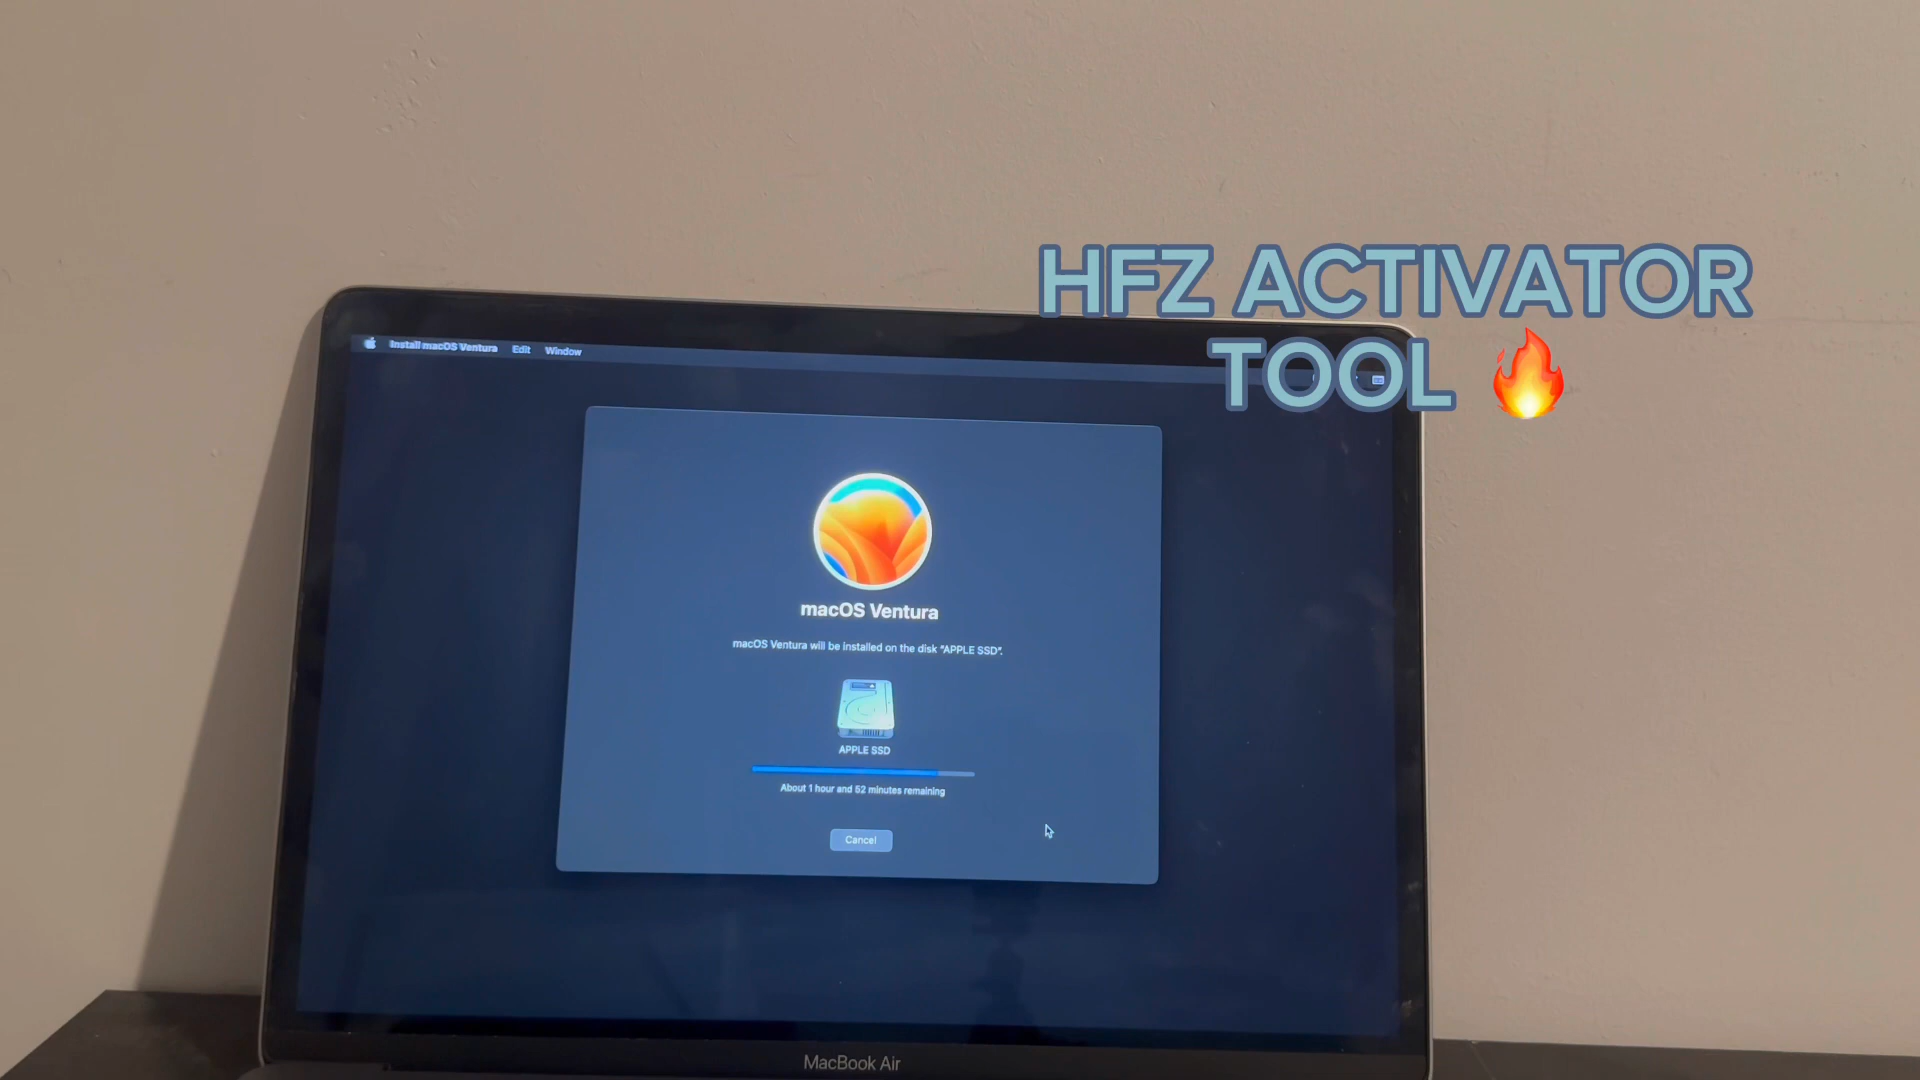 HFZ ACTIVATOR
TOOL 🔥
Install macOS Ventura Edit Window
macOS Ventura
macOS Ventura will be installed on the disk “APPLE SSD”.
APPLE SSD
About 1 hour and 52 minutes remaining
Cancel
MacBook Air